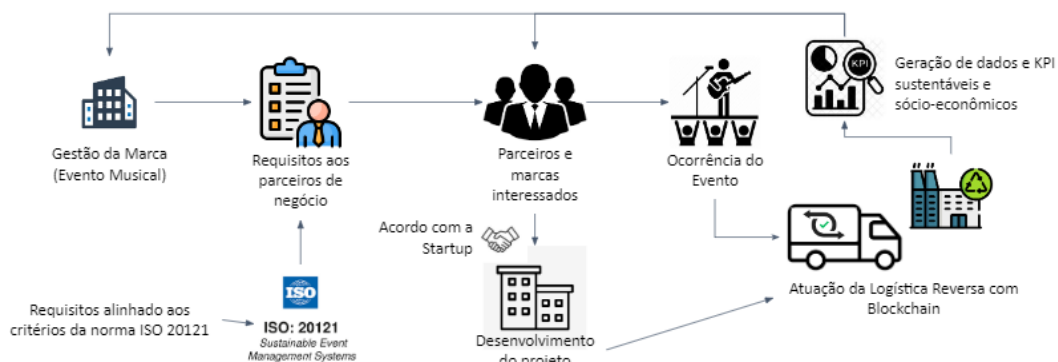 KPI
Geração de dados e KPI
sustentáveis e
sócio-econômicos
Gestão da Marca
(Evento Musical)
Requisitos aos
parceiros de
negócio
Parceiros e
marcas
interessados
Ocorrência do
Evento
Acordo com a
Startup
Requisitos alinhado aos
critérios da norma ISO 20121
ISO
ISO: 20121
Sustainable Event
Management Systems
Desenvolvimento
do projeto
Atuação da Logística Reversa com
Blockchain